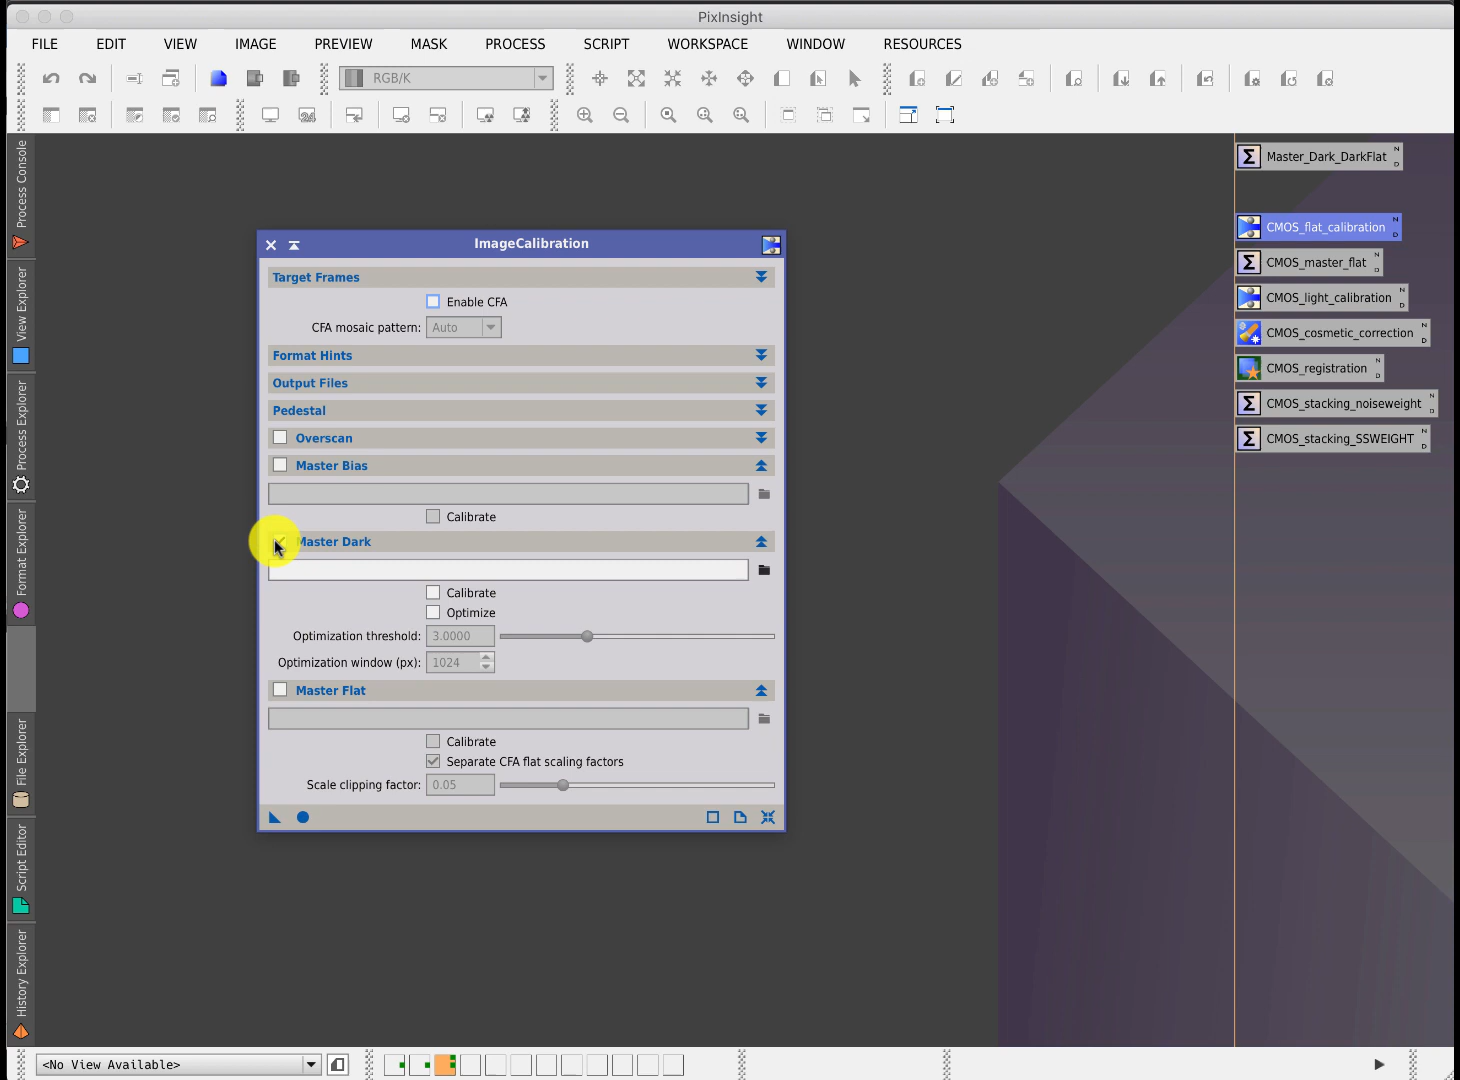 PixInsight
FILE EDIT VIEW IMAGE PREVIEW MASK PROCESS SCRIPT WORKSPACE WINDOW RESOURCES
RGB/K
Process Console
View Explorer
Process Explorer
Format Explorer
File Explorer
Script Editor
History Explorer
ImageCalibration
Target Frames
Enable CFA
CFA mosaic pattern: Auto
Format Hints
Output Files
Pedestal
Overscan
Master Bias
Calibrate
Master Dark
Calibrate
Optimize
Optimization threshold: 3.0000
Optimization window (px): 1024
Master Flat
Calibrate
Separate CFA flat scaling factors
Scale clipping factor: 0.05
Master_Dark_DarkFlat N D
CMOS_flat_calibration N D
CMOS_master_flat N D
CMOS_light_calibration N D
CMOS_cosmetic_correction N D
CMOS_registration N D
CMOS_stacking_noiseweight N D
CMOS_stacking_SSWEIGHT N D
<No View Available>